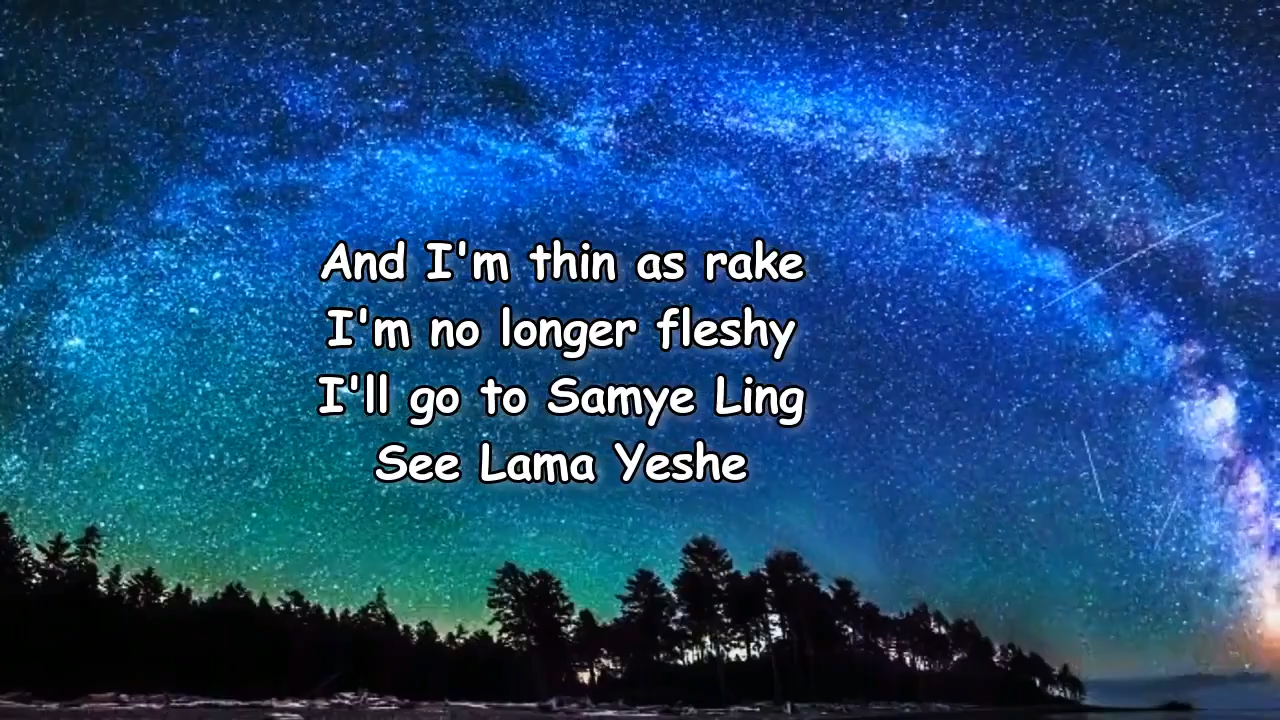 And I'm thin as rake
I'm no longer fleshy
I'll go to Samye Ling
See Lama Yeshe